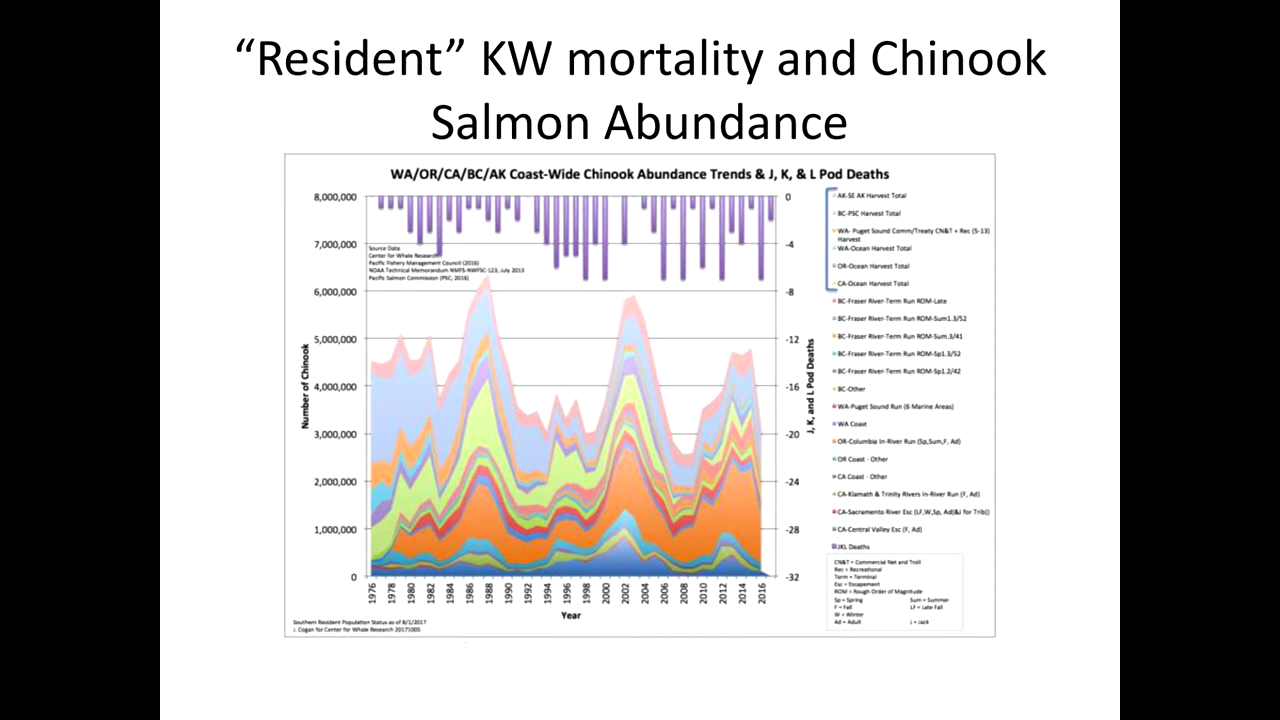 “Resident” KW mortality and Chinook
Salmon Abundance
WA/OR/CA/BC/AK Coast-Wide Chinook Abundance Trends & J, K, & L Pod Deaths
8,000,000
7,000,000
6,000,000
5,000,000
4,000,000
3,000,000
2,000,000
1,000,000
0
Number of Chinook
Source Data
Center for Whale Research
Pacific Fishery Management Council (2016)
NOAA Technical Memorandum NMFS-NWFSC-123, July 2013
Pacific Salmon Commission (PSC, 2016)
0
-4
-8
-12
-16
-20
-24
-28
-32
J, K, and L Pod Deaths
1976 1978 1980 1982 1984 1986 1988 1990 1992 1994 1996 1998 2000 2002 2004 2006 2008 2010 2012 2014 2016
Year
AK-SE AK Harvest Total
BC-PSC Harvest Total
WA- Puget Sound Comm/Treaty CN&T + Rec (5-13)
Harvest
WA-Ocean Harvest Total
OR-Ocean Harvest Total
CA-Ocean Harvest Total
BC-Fraser River-Term Run ROM-Late
BC-Fraser River-Term Run ROM-Sum1.3/52
BC-Fraser River-Term Run ROM-Sum.3/41
BC-Fraser River-Term Run ROM-Sp1.3/52
BC-Fraser River-Term Run ROM-Sp1.2/42
BC-Other
WA-Puget Sound Run (6 Marine Areas)
WA Coast
OR-Columbia In-River Run (Sp,Sum,F, Ad)
OR Coast - Other
CA Coast - Other
CA-Klamath & Trinity Rivers In-River Run (F, Ad)
CA-Sacramento River Esc (LF,W,Sp, Ad(&J for Trib))
CA-Central Valley Esc (F, Ad)
JKL Deaths
CN&T = Commercial Net and Troll
Rec = Recreational
Term = Terminal
Esc = Escapement
ROM = Rough Order of Magnitude
Sp = Spring Sum = Summer
F = Fall LF = Late Fall
W = Winter
Ad = Adult J = Jack
Southern Resident Population Status as of 8/1/2017
J. Cogan for Center for Whale Research 20171005